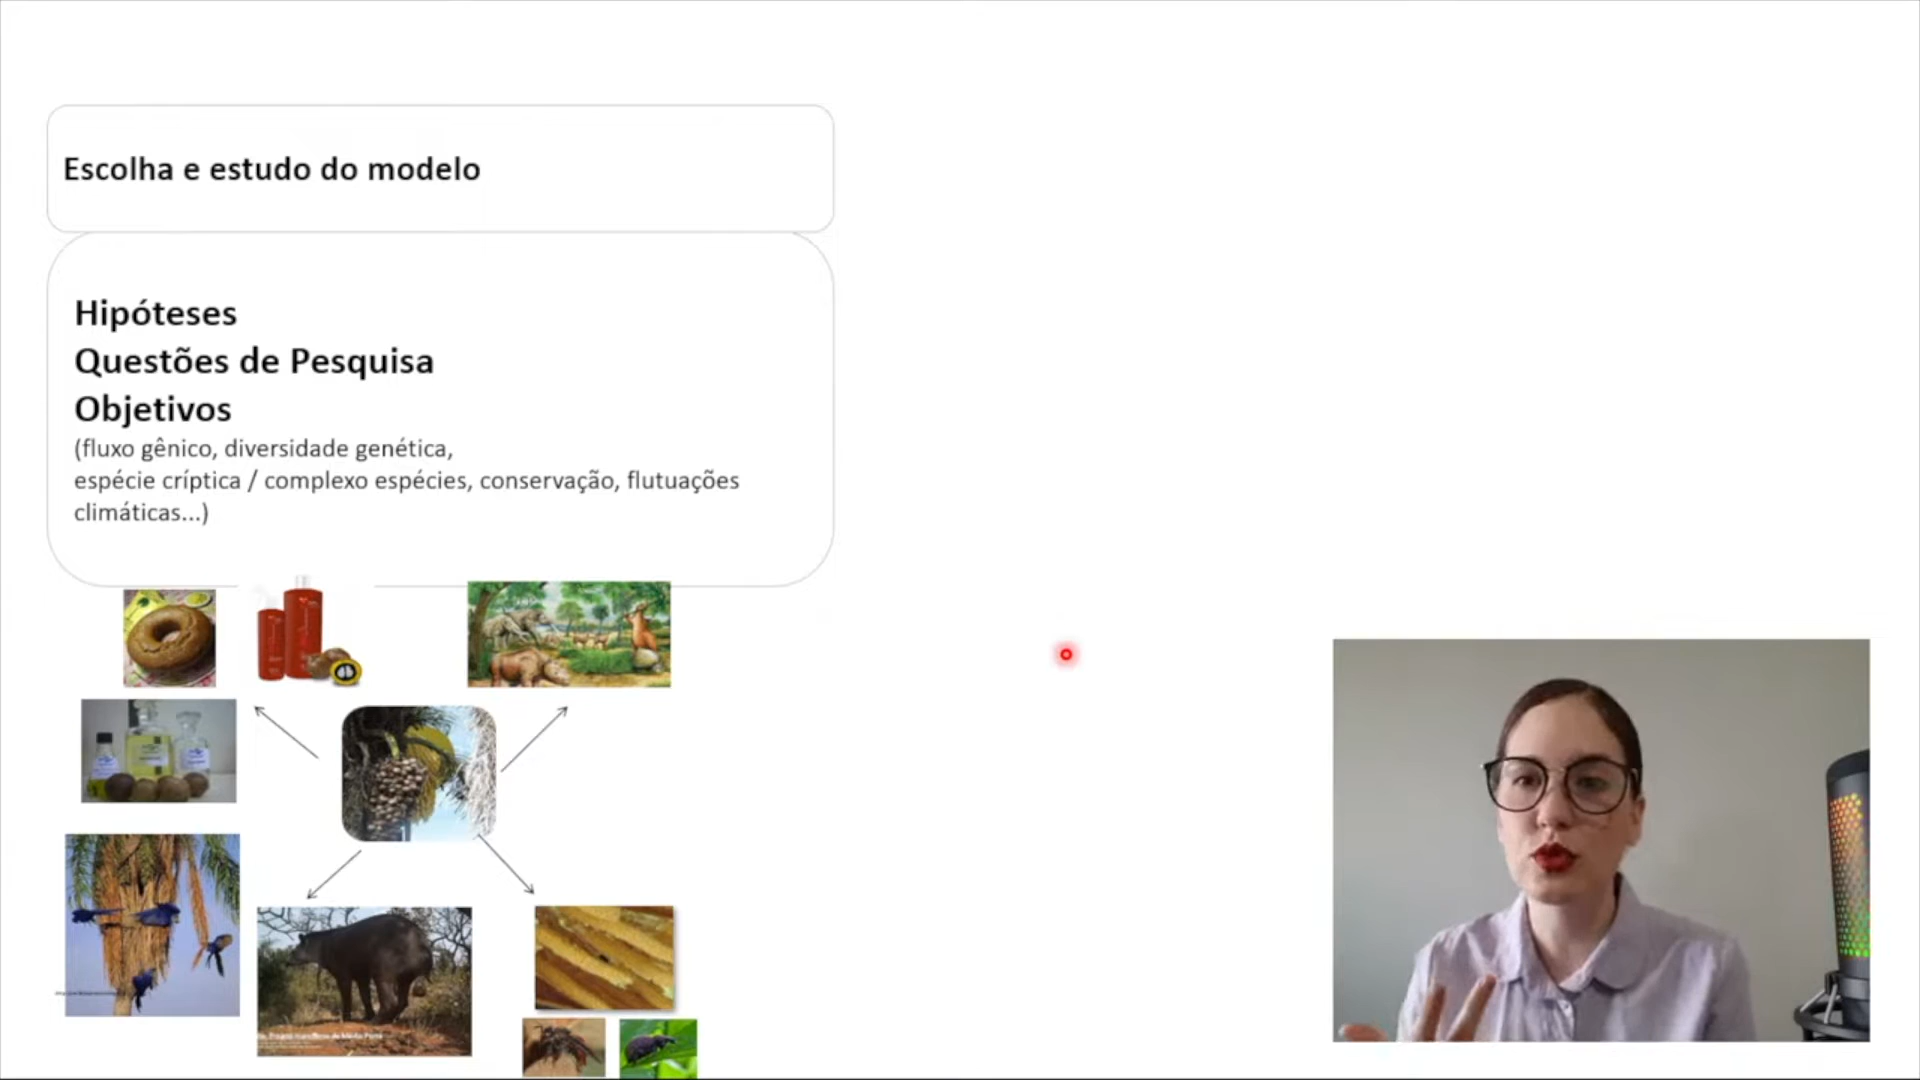 Escolha e estudo do modelo
Hipóteses
Questões de Pesquisa
Objetivos
(fluxo gênico, diversidade genética,
espécie críptica / complexo espécies, conservação, flutuações
climáticas...)